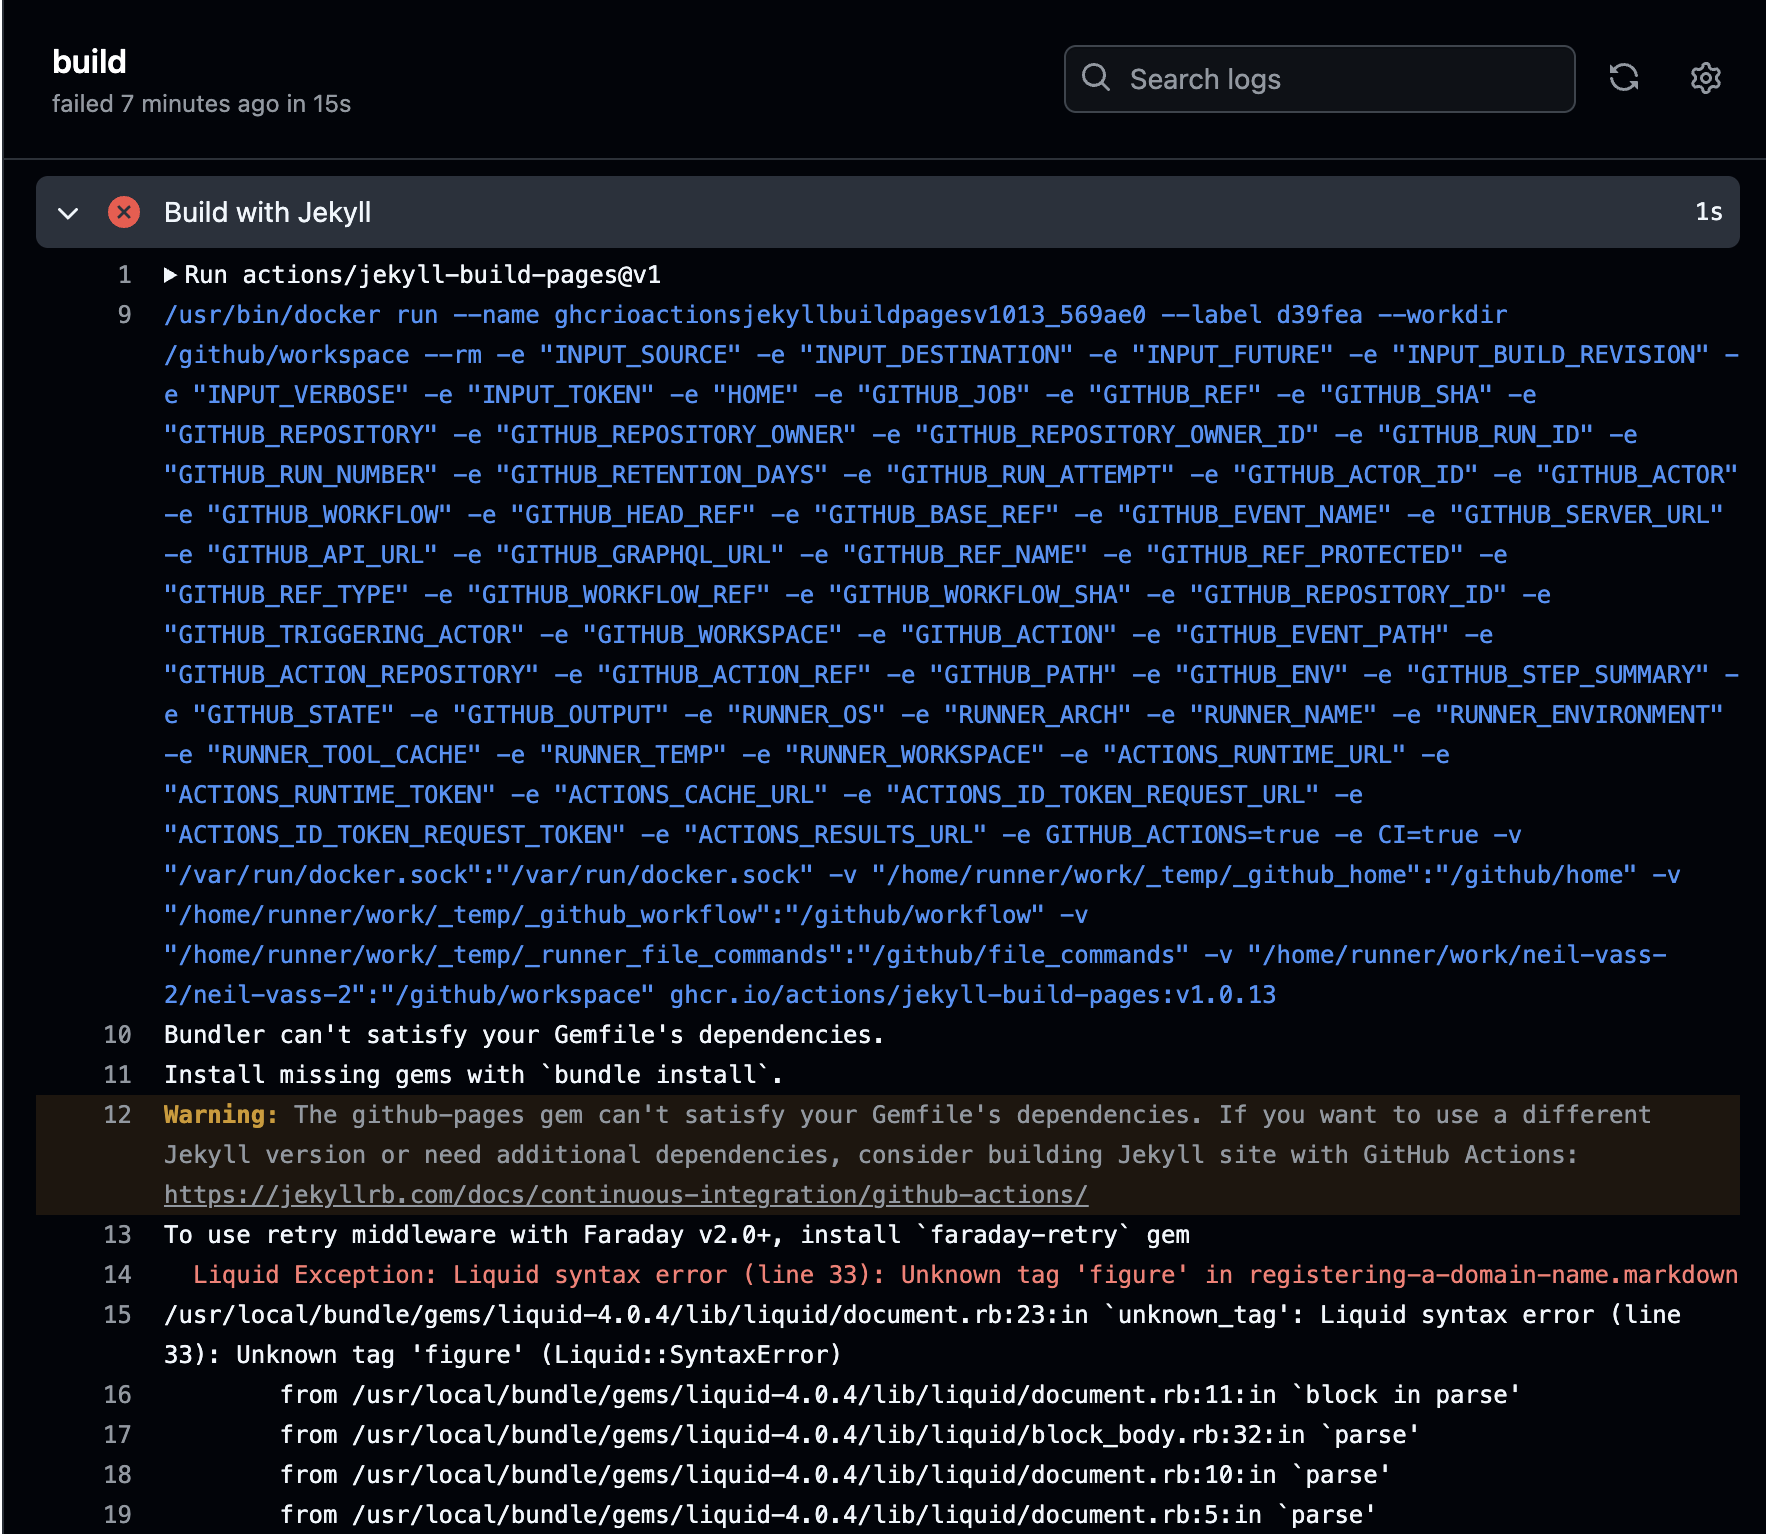 build
failed 7 minutes ago in 15s
Search logs
Build with Jekyll
1s
1 Run actions/jekyll-build-pages@v1
9 /usr/bin/docker run --name ghcrioactionsjekyllbuildpagesv1013_569ae0 --label d39fea --workdir
/github/workspace --rm -e "INPUT_SOURCE" -e "INPUT_DESTINATION" -e "INPUT_FUTURE" -e "INPUT_BUILD_REVISION" -
e "INPUT_VERBOSE" -e "INPUT_TOKEN" -e "HOME" -e "GITHUB_JOB" -e "GITHUB_REF" -e "GITHUB_SHA" -e
"GITHUB_REPOSITORY" -e "GITHUB_REPOSITORY_OWNER" -e "GITHUB_REPOSITORY_OWNER_ID" -e "GITHUB_RUN_ID" -e
"GITHUB_RUN_NUMBER" -e "GITHUB_RETENTION_DAYS" -e "GITHUB_RUN_ATTEMPT" -e "GITHUB_ACTOR_ID" -e "GITHUB_ACTOR"
-e "GITHUB_WORKFLOW" -e "GITHUB_HEAD_REF" -e "GITHUB_BASE_REF" -e "GITHUB_EVENT_NAME" -e "GITHUB_SERVER_URL"
-e "GITHUB_API_URL" -e "GITHUB_GRAPHQL_URL" -e "GITHUB_REF_NAME" -e "GITHUB_REF_PROTECTED" -e
"GITHUB_REF_TYPE" -e "GITHUB_WORKFLOW_REF" -e "GITHUB_WORKFLOW_SHA" -e "GITHUB_REPOSITORY_ID" -e
"GITHUB_TRIGGERING_ACTOR" -e "GITHUB_WORKSPACE" -e "GITHUB_ACTION" -e "GITHUB_EVENT_PATH" -e
"GITHUB_ACTION_REPOSITORY" -e "GITHUB_ACTION_REF" -e "GITHUB_PATH" -e "GITHUB_ENV" -e "GITHUB_STEP_SUMMARY" -
e "GITHUB_STATE" -e "GITHUB_OUTPUT" -e "RUNNER_OS" -e "RUNNER_ARCH" -e "RUNNER_NAME" -e "RUNNER_ENVIRONMENT"
-e "RUNNER_TOOL_CACHE" -e "RUNNER_TEMP" -e "RUNNER_WORKSPACE" -e "ACTIONS_RUNTIME_URL" -e
"ACTIONS_RUNTIME_TOKEN" -e "ACTIONS_CACHE_URL" -e "ACTIONS_ID_TOKEN_REQUEST_URL" -e
"ACTIONS_ID_TOKEN_REQUEST_TOKEN" -e "ACTIONS_RESULTS_URL" -e GITHUB_ACTIONS=true -e CI=true -v
"/var/run/docker.sock":"/var/run/docker.sock" -v "/home/runner/work/_temp/_github_home":"/github/home" -v
"/home/runner/work/_temp/_github_workflow":"/github/workflow" -v
"/home/runner/work/_temp/_runner_file_commands":"/github/file_commands" -v "/home/runner/work/neil-vass-
2/neil-vass-2":"/github/workspace" ghcr.io/actions/jekyll-build-pages:v1.0.13
10 Bundler can't satisfy your Gemfile's dependencies.
11 Install missing gems with `bundle install`.
12 Warning: The github-pages gem can't satisfy your Gemfile's dependencies. If you want to use a different
Jekyll version or need additional dependencies, consider building Jekyll site with GitHub Actions:
https://jekyllrb.com/docs/continuous-integration/github-actions/
13 To use retry middleware with Faraday v2.0+, install `faraday-retry` gem
14 Liquid Exception: Liquid syntax error (line 33): Unknown tag 'figure' in registering-a-domain-name.markdown
15 /usr/local/bundle/gems/liquid-4.0.4/lib/liquid/document.rb:23:in `unknown_tag': Liquid syntax error (line
33): Unknown tag 'figure' (Liquid::SyntaxError)
16 from /usr/local/bundle/gems/liquid-4.0.4/lib/liquid/document.rb:11:in `block in parse'
17 from /usr/local/bundle/gems/liquid-4.0.4/lib/liquid/block_body.rb:32:in `parse'
18 from /usr/local/bundle/gems/liquid-4.0.4/lib/liquid/document.rb:10:in `parse'
19 from /usr/local/bundle/gems/liquid-4.0.4/lib/liquid/document.rb:5:in `parse'